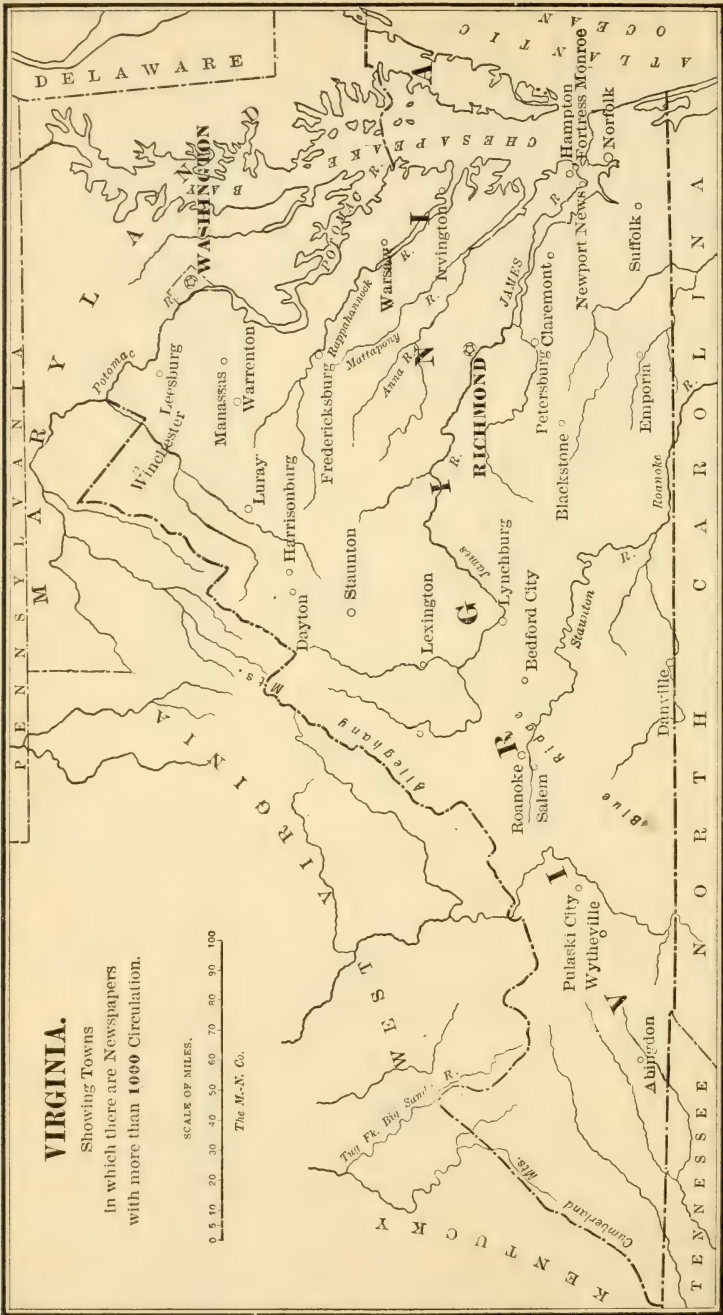 VIRGINIA.
Showing Towns
in which there are Newspapers
with more than 1000 Circulation.
SCALE OF MILES.
0 5 10 20 30 40 50 60 70 80 90 100
The M.-N. Co.
PENNSYLVANIA
MARYLAND
DELAWARE
WEST VIRGINIA
KENTUCKY
TENNESSEE
NORTH CAROLINA
VIRGINIA
ATLANTIC
OCEAN
CHESAPEAKE
BAY
WASHINGTON
Potomac
R.
POTOMAC
R.
Leesburg
Winchester
Manassas
Warrenton
Luray
Harrisonburg
Dayton
Staunton
Fredericksburg
Rappahannock
R.
Warsaw
Irvington
Mattapony
R.
Anna R.
Lexington
James
R.
RICHMOND
JAMES
R.
Lynchburg
Bedford City
Petersburg
Claremont
Hampton
Fortress Monroe
Newport News
Norfolk
Suffolk
Blackstone
Emporia
Roanoke
R.
Staunton
R.
Danville
Roanoke
Salem
Blue
Ridge
Alleghany
Mts.
Pulaski City
Wytheville
Abingdon
Tug Fk. Big Sandy R.
Cumberland
Mts.